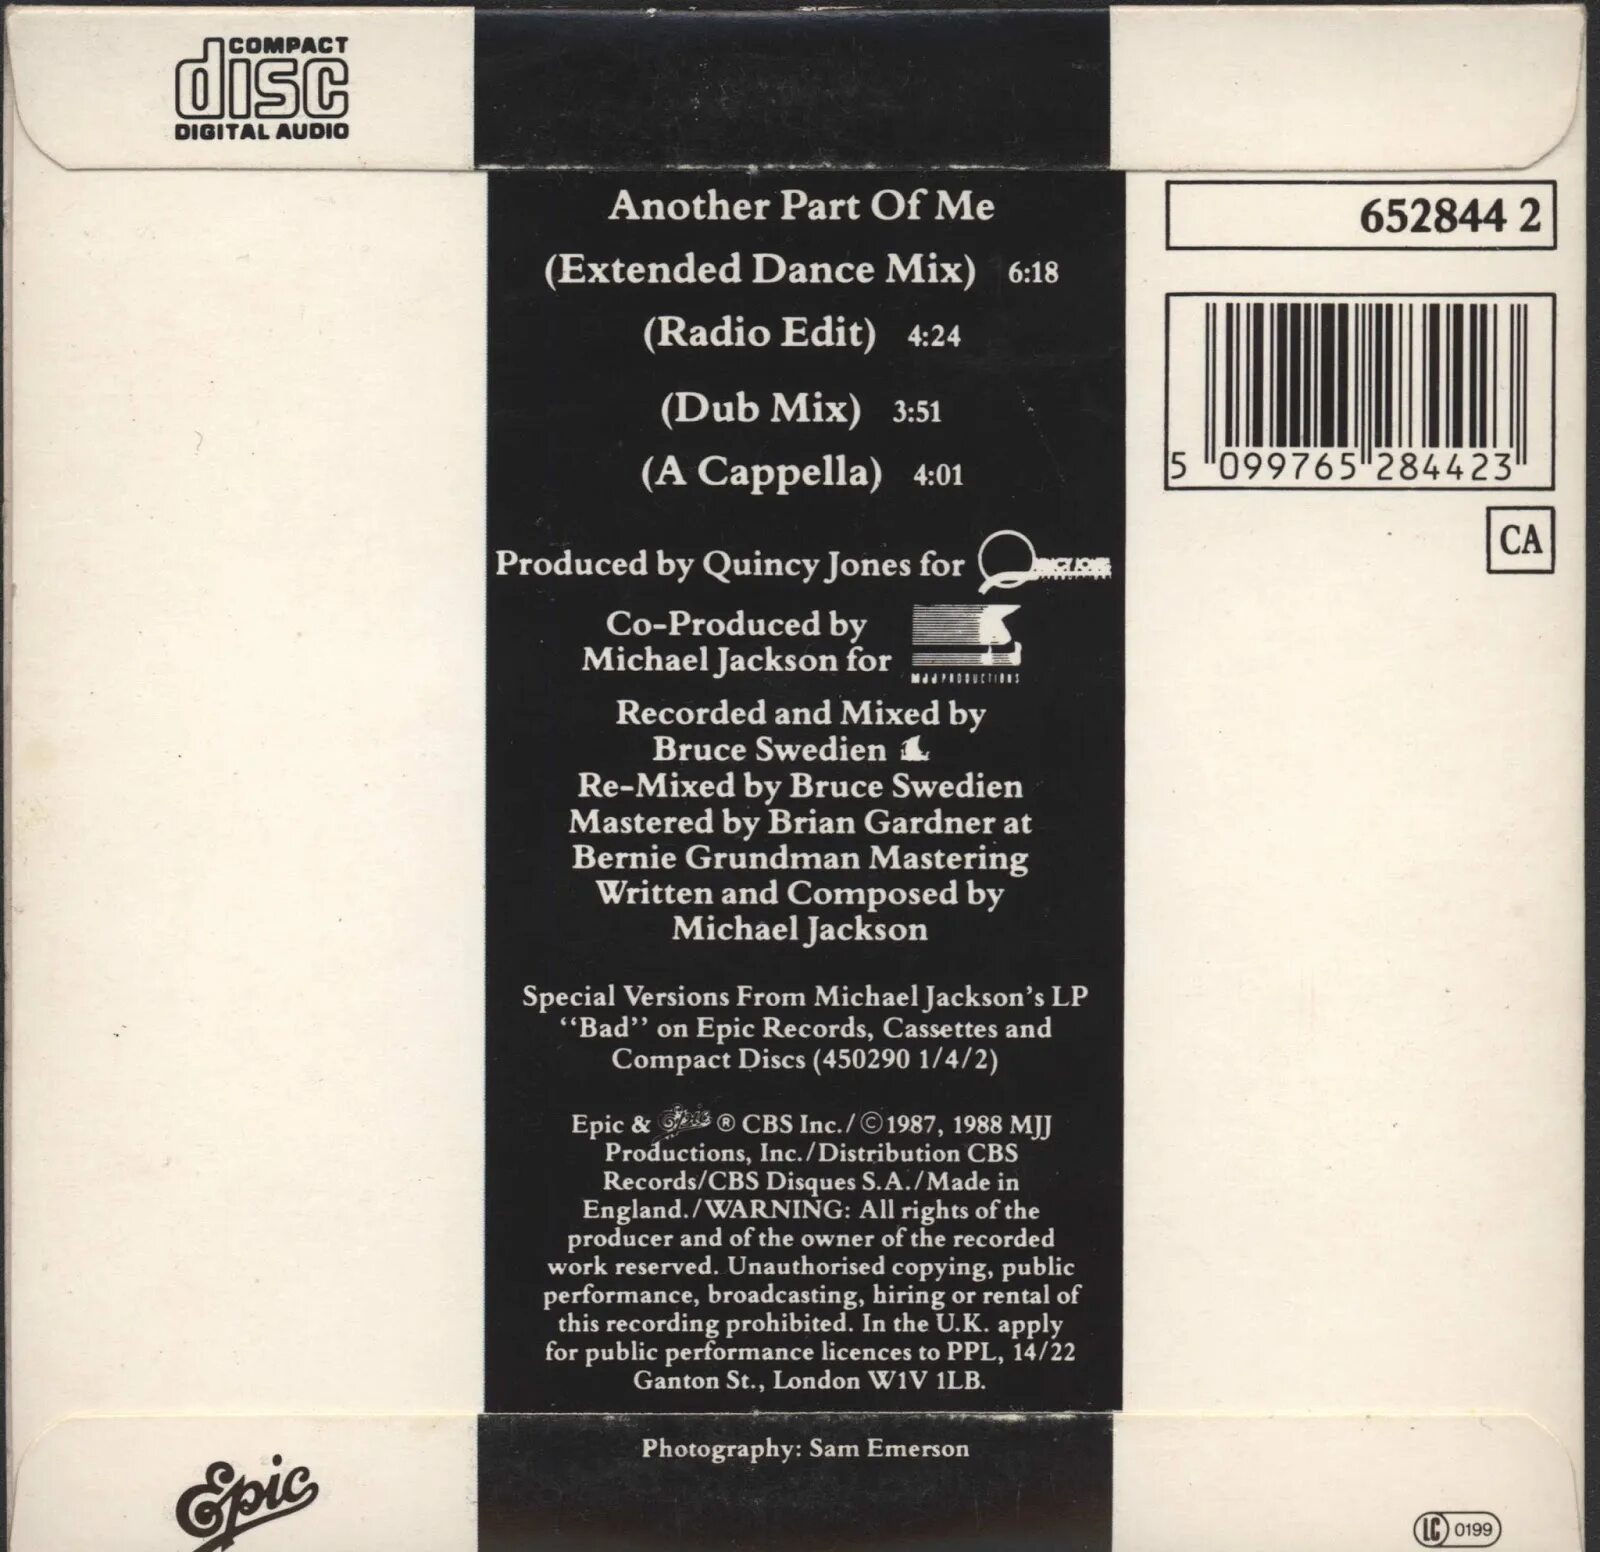 COMPACT
disc
DIGITAL AUDIO
Another Part Of Me
(Extended Dance Mix) 6:18
(Radio Edit) 4:24
(Dub Mix) 3:51
(A Cappella) 4:01
652844 2
5 099765 284423
CA
Produced by Quincy Jones for
Co-Produced by
Michael Jackson for
MJJ PRODUCTIONS
Recorded and Mixed by
Bruce Swedien
Re-Mixed by Bruce Swedien
Mastered by Brian Gardner at
Bernie Grundman Mastering
Written and Composed by
Michael Jackson
Special Versions From Michael Jackson's LP
“Bad” on Epic Records, Cassettes and
Compact Discs (450290 1/4/2)
Epic & Epic ® CBS Inc./©1987, 1988 MJJ
Productions, Inc./Distribution CBS
Records/CBS Disques S.A./Made in
England./WARNING: All rights of the
producer and of the owner of the recorded
work reserved. Unauthorised copying, public
performance, broadcasting, hiring or rental of
this recording prohibited. In the U.K. apply
for public performance licences to PPL, 14/22
Ganton St., London W1V 1LB.
Photography: Sam Emerson
Epic
LC 0199